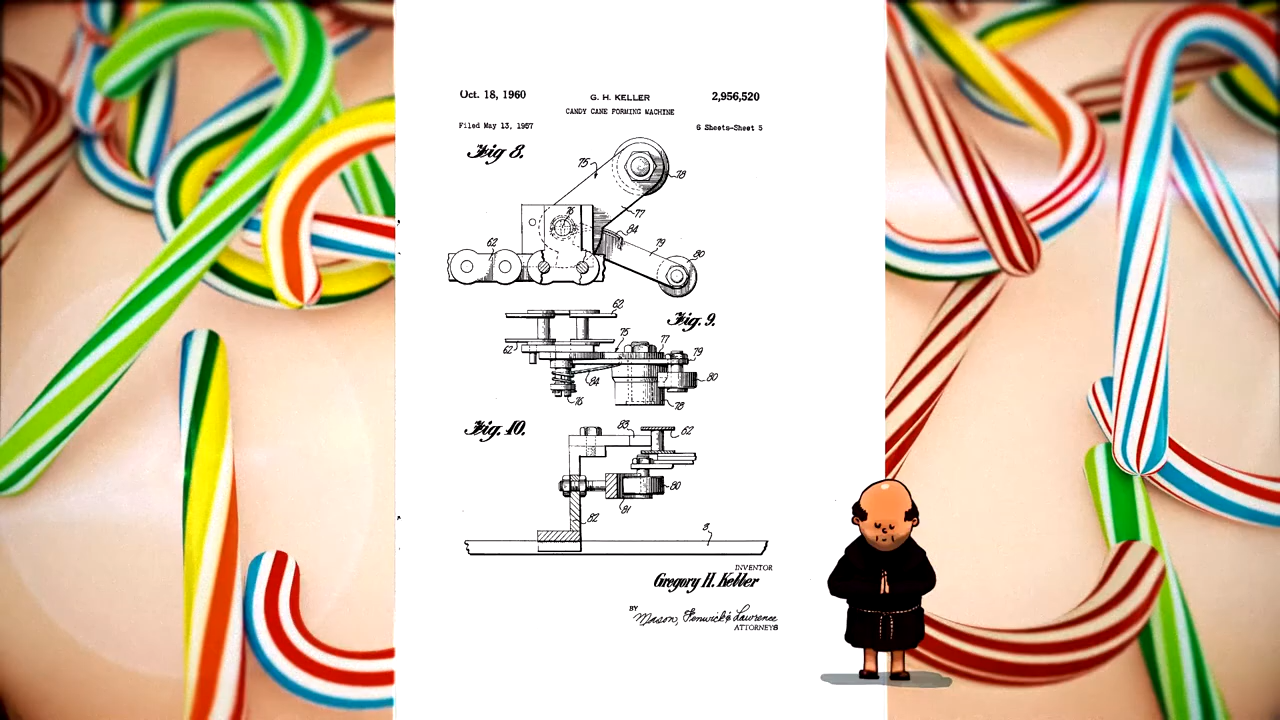 Oct. 18, 1960 G. H. KELLER 2,956,520
CANDY CANE FORMING MACHINE
Filed May 13, 1957 6 Sheets-Sheet 5
Fig. 8.
75
78
76
77
84
62
79
80
62
Fig. 9.
75
77
62
79
84
80
76
78
Fig. 10.
83
62
80
81
82
3
INVENTOR
Gregory H. Keller
BY
Mason, Fenwick & Lawrence
ATTORNEYS